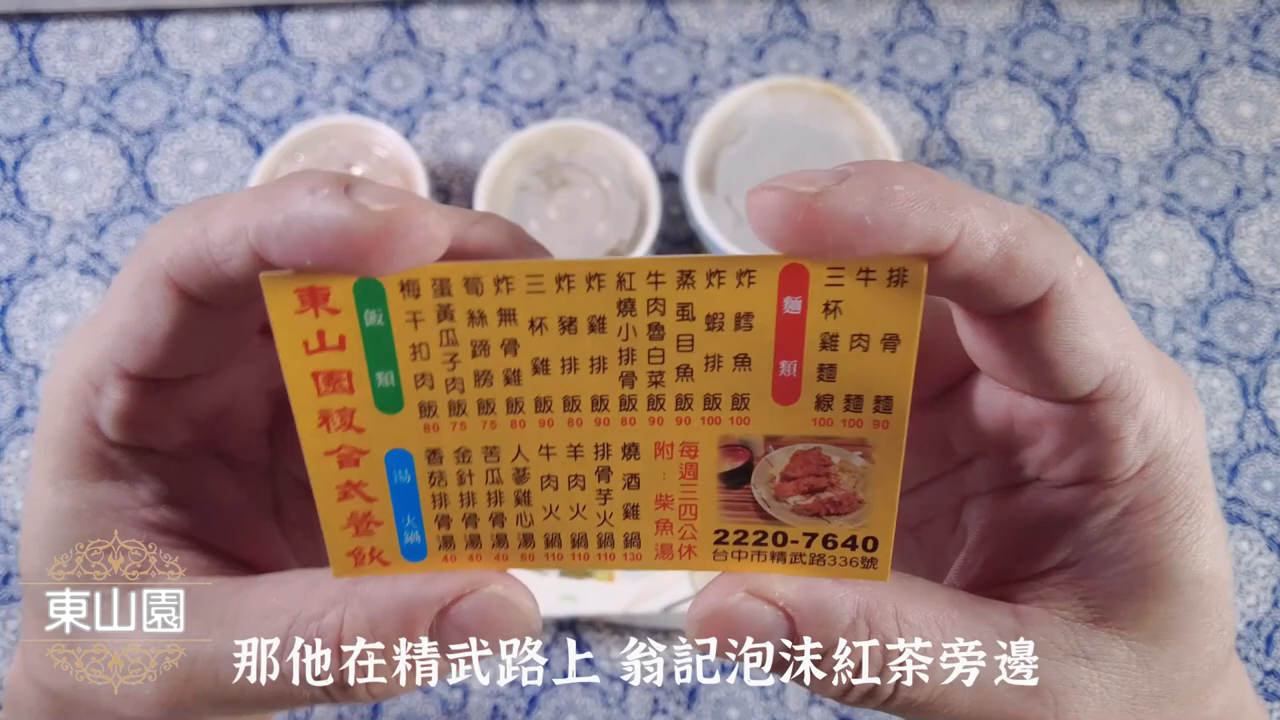 東山園複合式餐飲
飯類
梅干扣肉飯 80
蛋黃瓜子肉飯 75
筍絲蹄膀飯 75
炸無骨雞飯 80
三杯雞飯 90
炸豬排飯 80
炸雞排飯 90
紅燒小排骨飯 80
牛肉魯白菜飯 90
蒸虱目魚飯 90
炸蝦排飯 100
炸鱈魚飯 100
麵類
三杯雞麵線 100
牛肉麵 100
排骨麵 90
湯 火鍋
香菇排骨湯 40
金針排骨湯 40
苦瓜排骨湯 40
人蔘雞心湯
牛肉火鍋 110
羊肉火鍋 110
排骨芋火鍋 110
燒酒雞鍋 130
附：柴魚湯
每週三四公休
2220-7640
台中市精武路336號
東山園
那他在精武路上 翁記泡沫紅茶旁邊